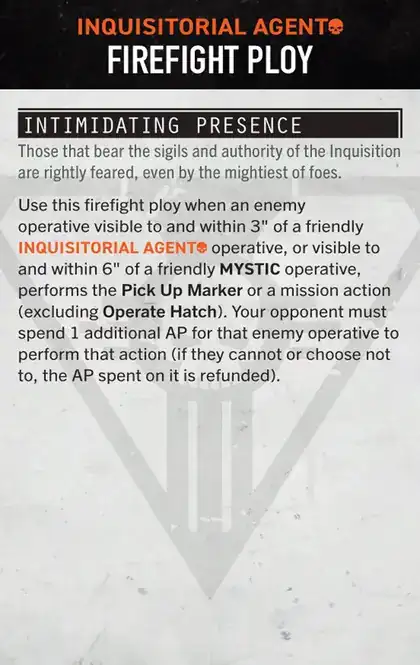 INQUISITORIAL AGENT
FIREFIGHT PLOY
INTIMIDATING PRESENCE
Those that bear the sigils and authority of the Inquisition
are rightly feared, even by the mightiest of foes.
Use this firefight ploy when an enemy
operative visible to and within 3" of a friendly
INQUISITORIAL AGENT operative, or visible to
and within 6" of a friendly MYSTIC operative,
performs the Pick Up Marker or a mission action
(excluding Operate Hatch). Your opponent must
spend 1 additional AP for that enemy operative to
perform that action (if they cannot or choose not
to, the AP spent on it is refunded).